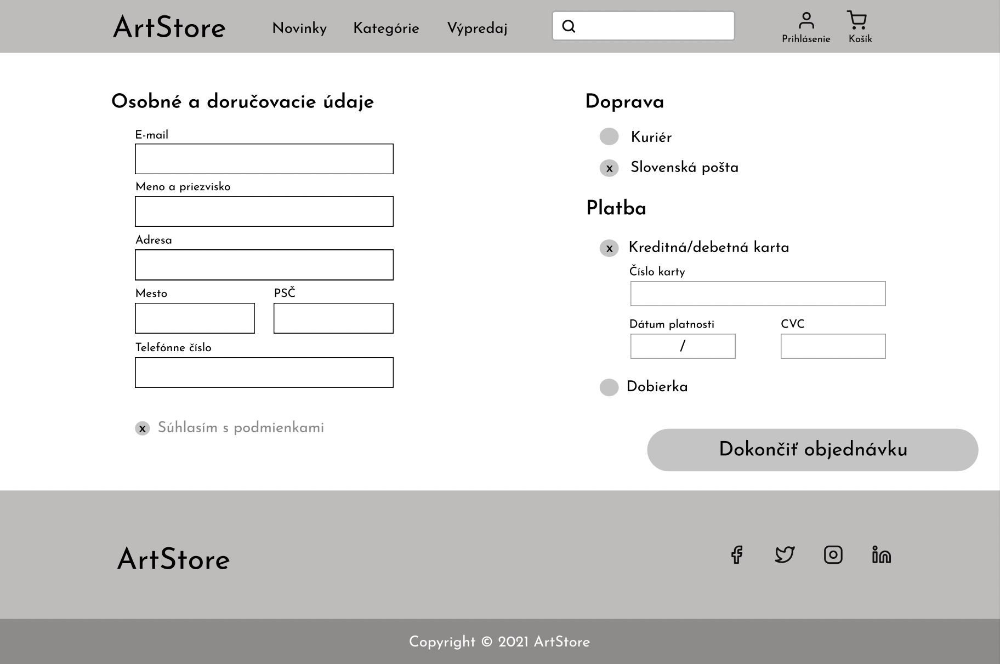 ArtStore
Novinky
Kategórie
Výpredaj
Prihlásenie
Košík
Osobné a doručovacie údaje
E-mail
Meno a priezvisko
Adresa
Mesto
PSČ
Telefónne číslo
x Súhlasím s podmienkami
Doprava
Kuriér
x Slovenská pošta
Platba
x Kreditná/debetná karta
Číslo karty
Dátum platnosti
CVC
/
Dobierka
Dokončiť objednávku
ArtStore
Copyright © 2021 ArtStore